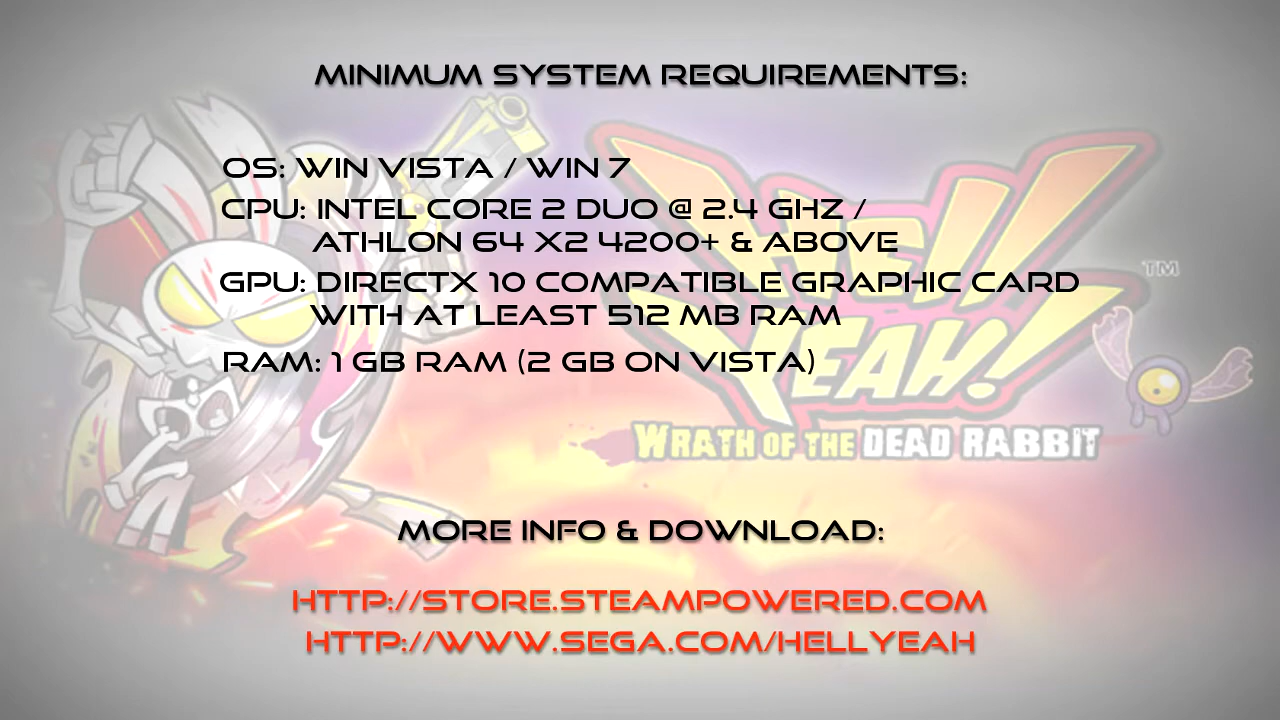 MINIMUM SYSTEM REQUIREMENTS:
OS: WIN VISTA / WIN 7
CPU: INTEL CORE 2 DUO @ 2.4 GHZ /
ATHLON 64 X2 4200+ & ABOVE
GPU: DIRECTX 10 COMPATIBLE GRAPHIC CARD
WITH AT LEAST 512 MB RAM
RAM: 1 GB RAM (2 GB ON VISTA)
HELL
YEAH!
TM
WRATH OF THE DEAD RABBIT
MORE INFO & DOWNLOAD:
HTTP://STORE.STEAMPOWERED.COM
HTTP://WWW.SEGA.COM/HELLYEAH